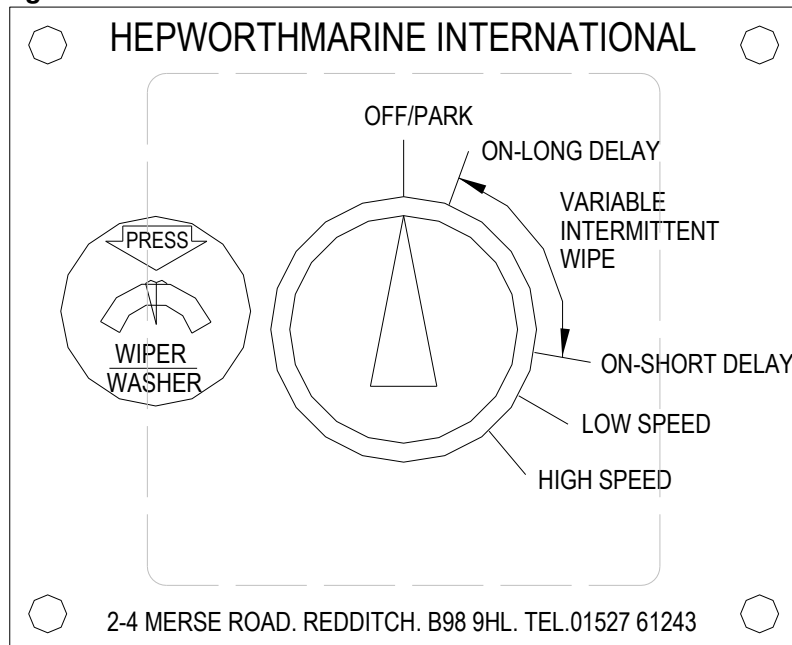 HEPWORTHMARINE INTERNATIONAL
OFF/PARK
ON-LONG DELAY
VARIABLE
INTERMITTENT
WIPE
PRESS
WIPER
WASHER
ON-SHORT DELAY
LOW SPEED
HIGH SPEED
2-4 MERSE ROAD. REDDITCH. B98 9HL. TEL.01527 61243